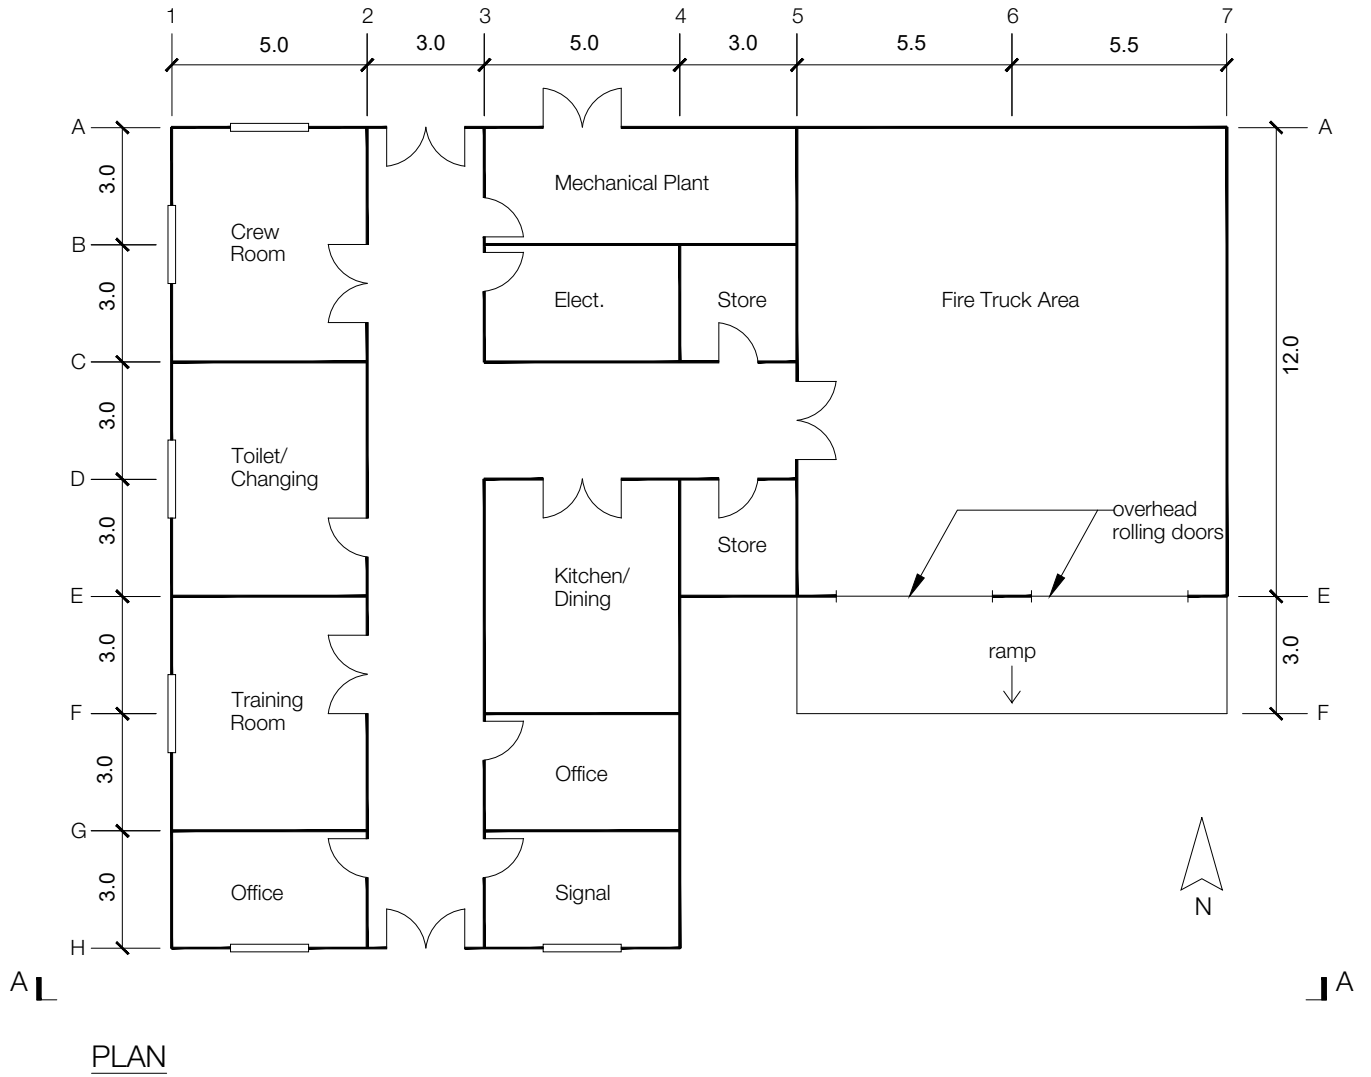 1 2 3 4 5 6 7
5.0 3.0 5.0 3.0 5.5 5.5
A A
3.0
Mechanical Plant
Crew
Room
B
3.0
Elect.
Store
Fire Truck Area
12.0
C
3.0
Toilet/
Changing
D
overhead
rolling doors
3.0
Store
Kitchen/
Dining
E E
3.0
ramp
3.0
Training
Room
F F
3.0
Office
G
3.0
Office
Signal
N
H
A A
PLAN